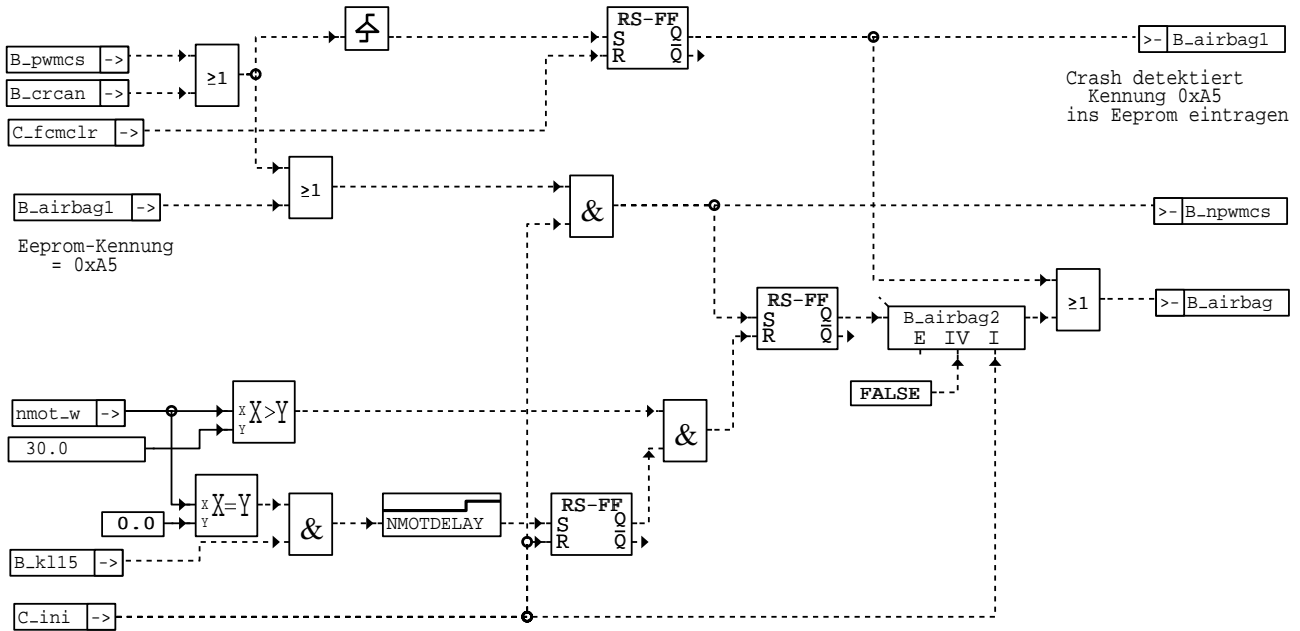 RS-FF
S Q
R Q
B_pwmcs ->
≥1
>- B_airbag1
B_crcan ->
Crash detektiert
Kennung 0xA5
ins Eeprom eintragen
C_fcmclr ->
≥1
&
B_airbag1 ->
>- B_npwmcs
Eeprom-Kennung
= 0xA5
RS-FF
S Q
R Q
B_airbag2
E IV I
≥1
>- B_airbag
FALSE
nmot_w ->
X X>Y
Y
&
30.0
X X=Y
Y
0.0
&
NMOTDELAY
RS-FF
S Q
R Q
B_kl15 ->
C_ini ->